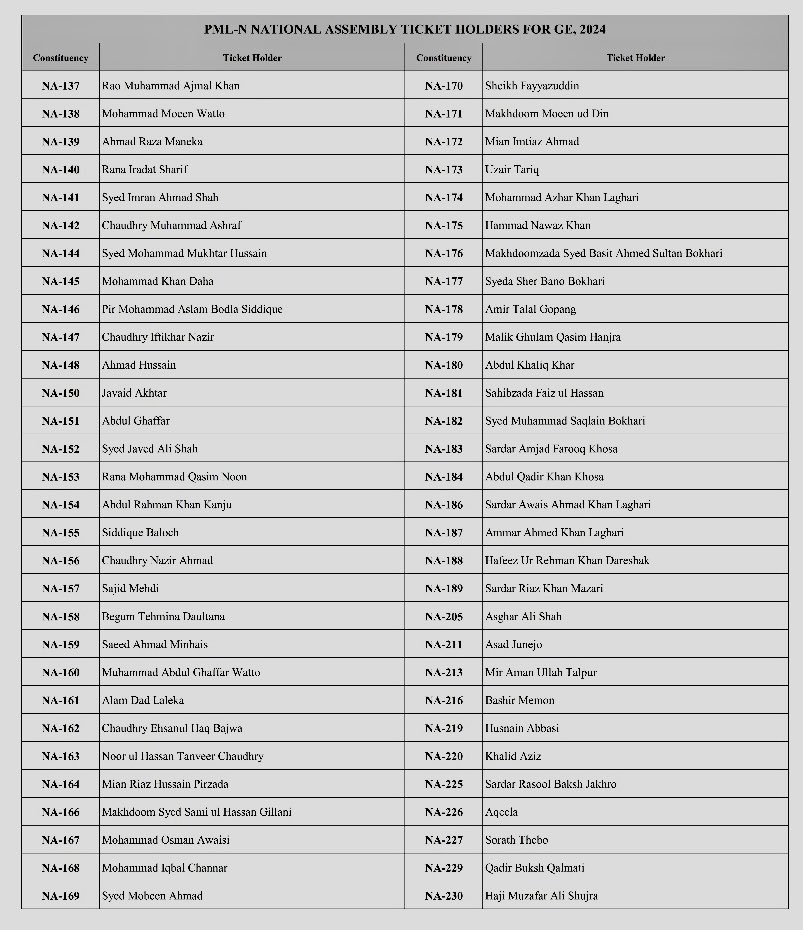 PML-N NATIONAL ASSEMBLY TICKET HOLDERS FOR GE, 2024
Constituency Ticket Holder Constituency Ticket Holder
NA-137 Rao Muhammad Ajmal Khan NA-170 Sheikh Fayyazuddin
NA-138 Mohammad Moeen Watto NA-171 Makhdoom Moeen ud Din
NA-139 Ahmad Raza Maneka NA-172 Mian Imtiaz Ahmad
NA-140 Rana Iradat Sharif NA-173 Uzair Tariq
NA-141 Syed Imran Ahmad Shah NA-174 Mohammad Azhar Khan Laghari
NA-142 Chaudhry Muhammad Ashraf NA-175 Hammad Nawaz Khan
NA-144 Syed Mohammad Mukhtar Hussain NA-176 Makhdoomzada Syed Basit Ahmed Sultan Bokhari
NA-145 Mohammad Khan Daha NA-177 Syeda Sher Bano Bokhari
NA-146 Pir Mohammad Aslam Bodla Siddique NA-178 Amir Talal Gopang
NA-147 Chaudhry Iftikhar Nazir NA-179 Malik Ghulam Qasim Hanjra
NA-148 Ahmad Hussain NA-180 Abdul Khaliq Khar
NA-150 Javaid Akhtar NA-181 Sahibzada Faiz ul Hassan
NA-151 Abdul Ghaffar NA-182 Syed Muhammad Saqlain Bokhari
NA-152 Syed Javed Ali Shah NA-183 Sardar Amjad Farooq Khosa
NA-153 Rana Mohammad Qasim Noon NA-184 Abdul Qadir Khan Khosa
NA-154 Abdul Rahman Khan Kanju NA-186 Sardar Awais Ahmad Khan Laghari
NA-155 Siddique Baloch NA-187 Ammar Ahmed Khan Laghari
NA-156 Chaudhry Nazir Ahmad NA-188 Hafeez Ur Rehman Khan Dareshak
NA-157 Sajid Mehdi NA-189 Sardar Riaz Khan Mazari
NA-158 Begum Tehmina Daultana NA-205 Asghar Ali Shah
NA-159 Saeed Ahmad Minhais NA-211 Asad Junejo
NA-160 Muhammad Abdul Ghaffar Watto NA-213 Mir Aman Ullah Talpur
NA-161 Alam Dad Laleka NA-216 Bashir Memon
NA-162 Chaudhry Ehsanul Haq Bajwa NA-219 Husnain Abbasi
NA-163 Noor ul Hassan Tanveer Chaudhry NA-220 Khalid Aziz
NA-164 Mian Riaz Hussain Pirzada NA-225 Sardar Rasool Baksh Jakhro
NA-166 Makhdoom Syed Sami ul Hassan Gillani NA-226 Aqeela
NA-167 Mohammad Osman Awaisi NA-227 Sorath Thebo
NA-168 Mohammad Iqbal Channar NA-229 Qadir Buksh Qalmati
NA-169 Syed Mobeen Ahmad NA-230 Haji Muzafar Ali Shujra